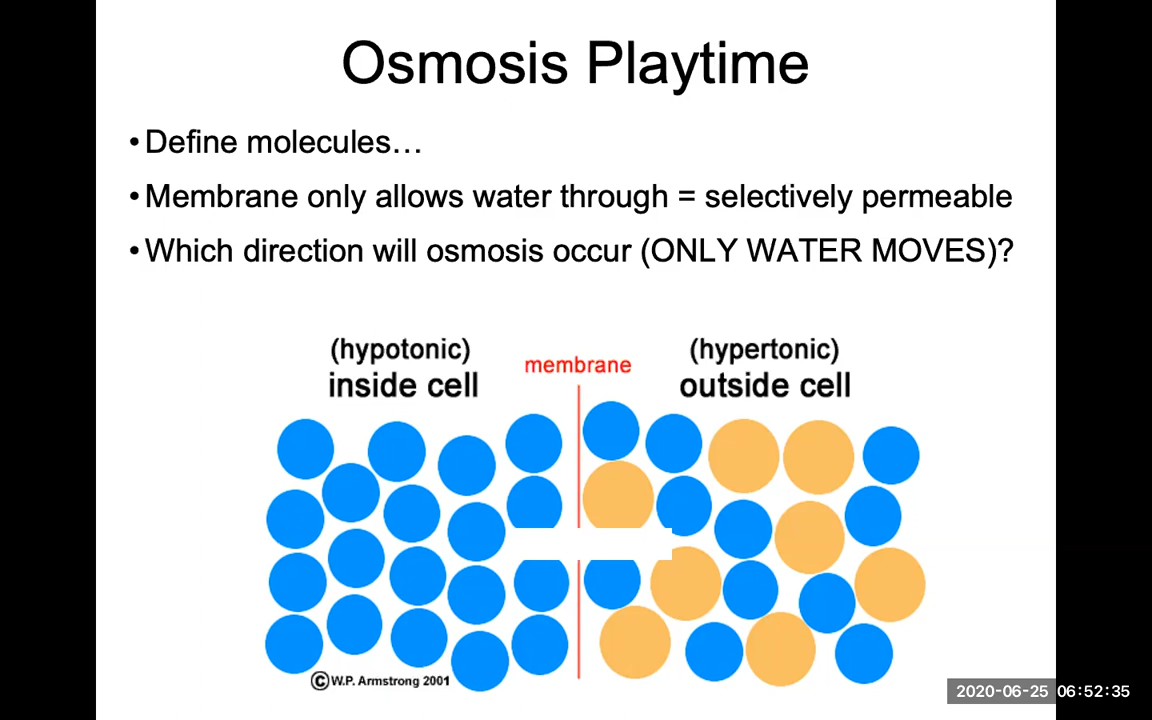 Osmosis Playtime
• Define molecules…
• Membrane only allows water through = selectively permeable
• Which direction will osmosis occur (ONLY WATER MOVES)?
(hypotonic)
inside cell
membrane
(hypertonic)
outside cell
©W.P. Armstrong 2001
2020-06-25 06:52:35